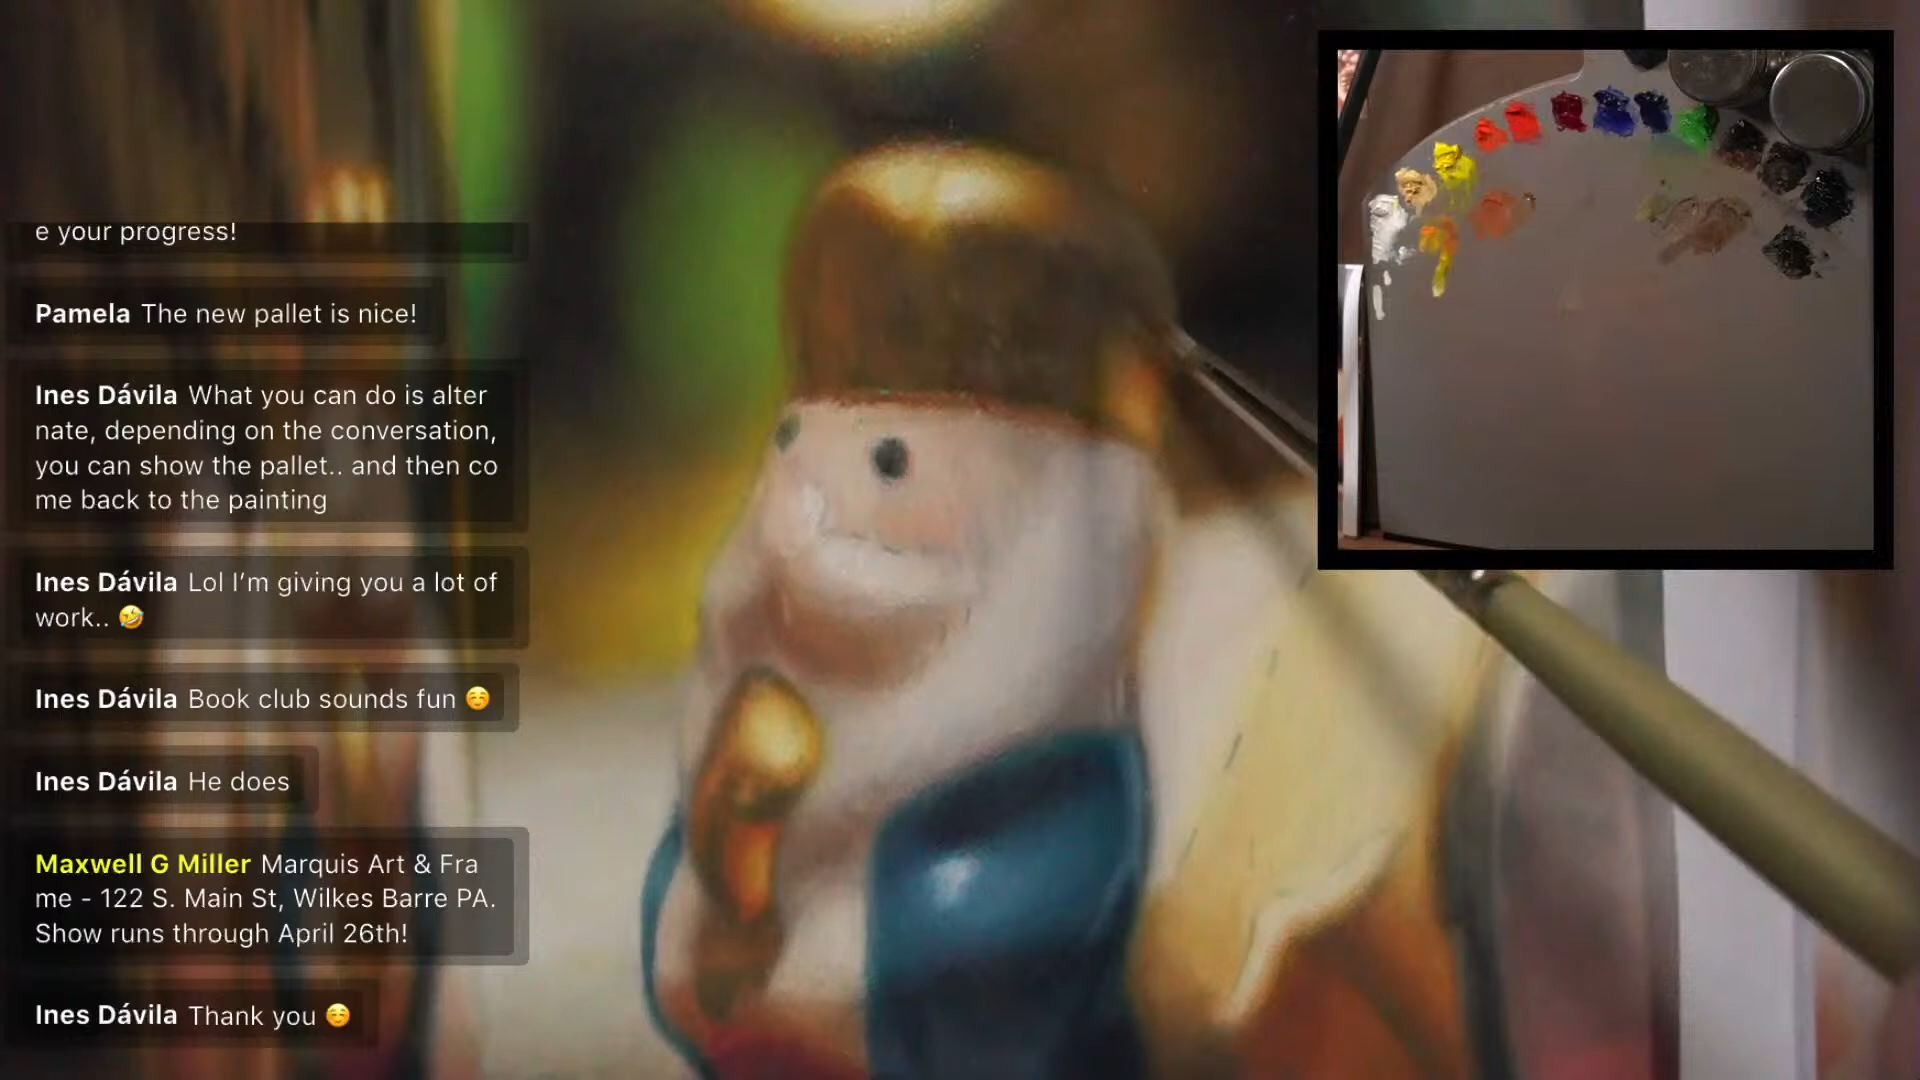 e your progress!
Pamela The new pallet is nice!
Ines Dávila What you can do is alter
nate, depending on the conversation,
you can show the pallet.. and then co
me back to the painting
Ines Dávila Lol I’m giving you a lot of
work.. 🤣
Ines Dávila Book club sounds fun ☺️
Ines Dávila He does
Maxwell G Miller Marquis Art & Fra
me - 122 S. Main St, Wilkes Barre PA.
Show runs through April 26th!
Ines Dávila Thank you ☺️